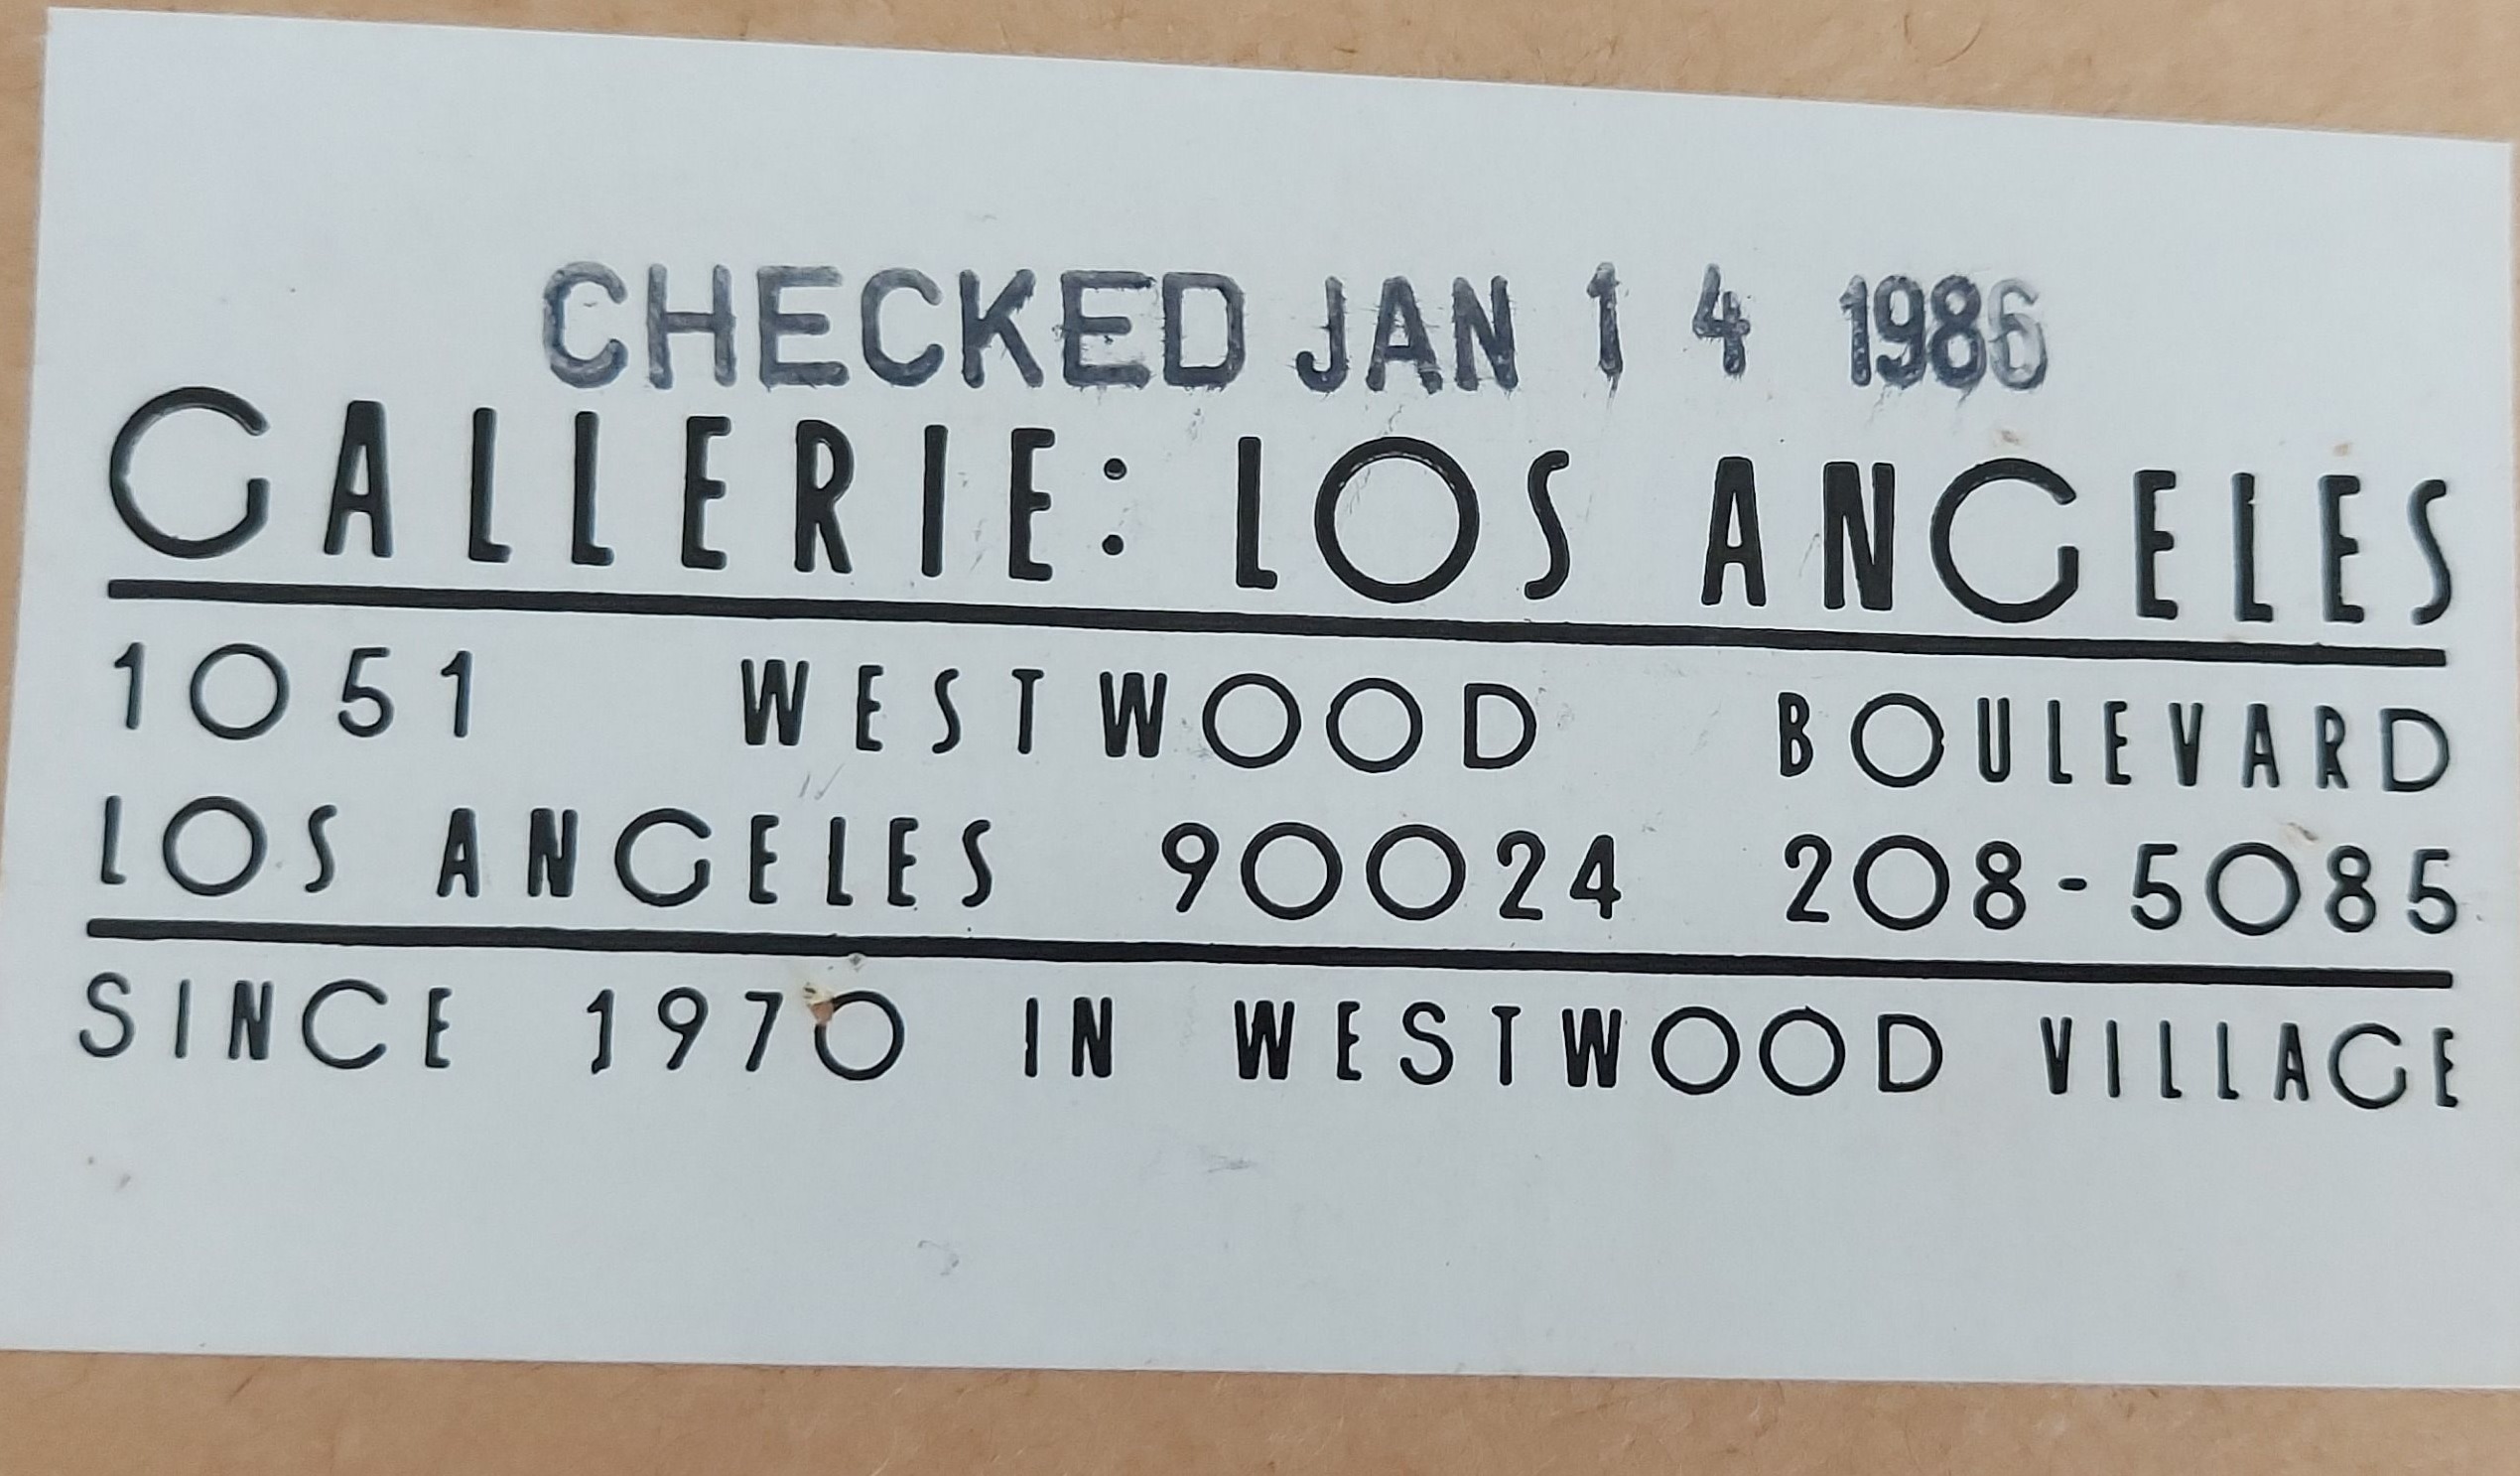 CHECKED JAN 14 1986
GALLERIE: LOS ANGELES
1051 WESTWOOD BOULEVARD
LOS ANGELES 90024 208-5085
SINCE 1970 IN WESTWOOD VILLAGE